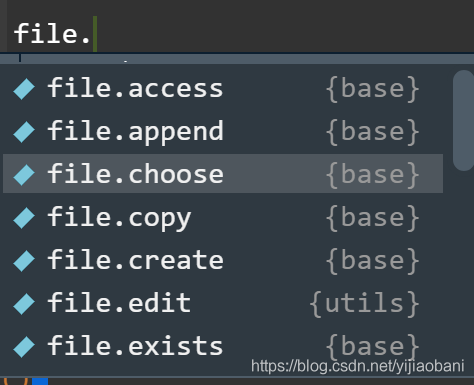 file.
file.access {base}
file.append {base}
file.choose {base}
file.copy {base}
file.create {base}
file.edit {utils}
file.exists {base}
https://blog.csdn.net/yijiaobani